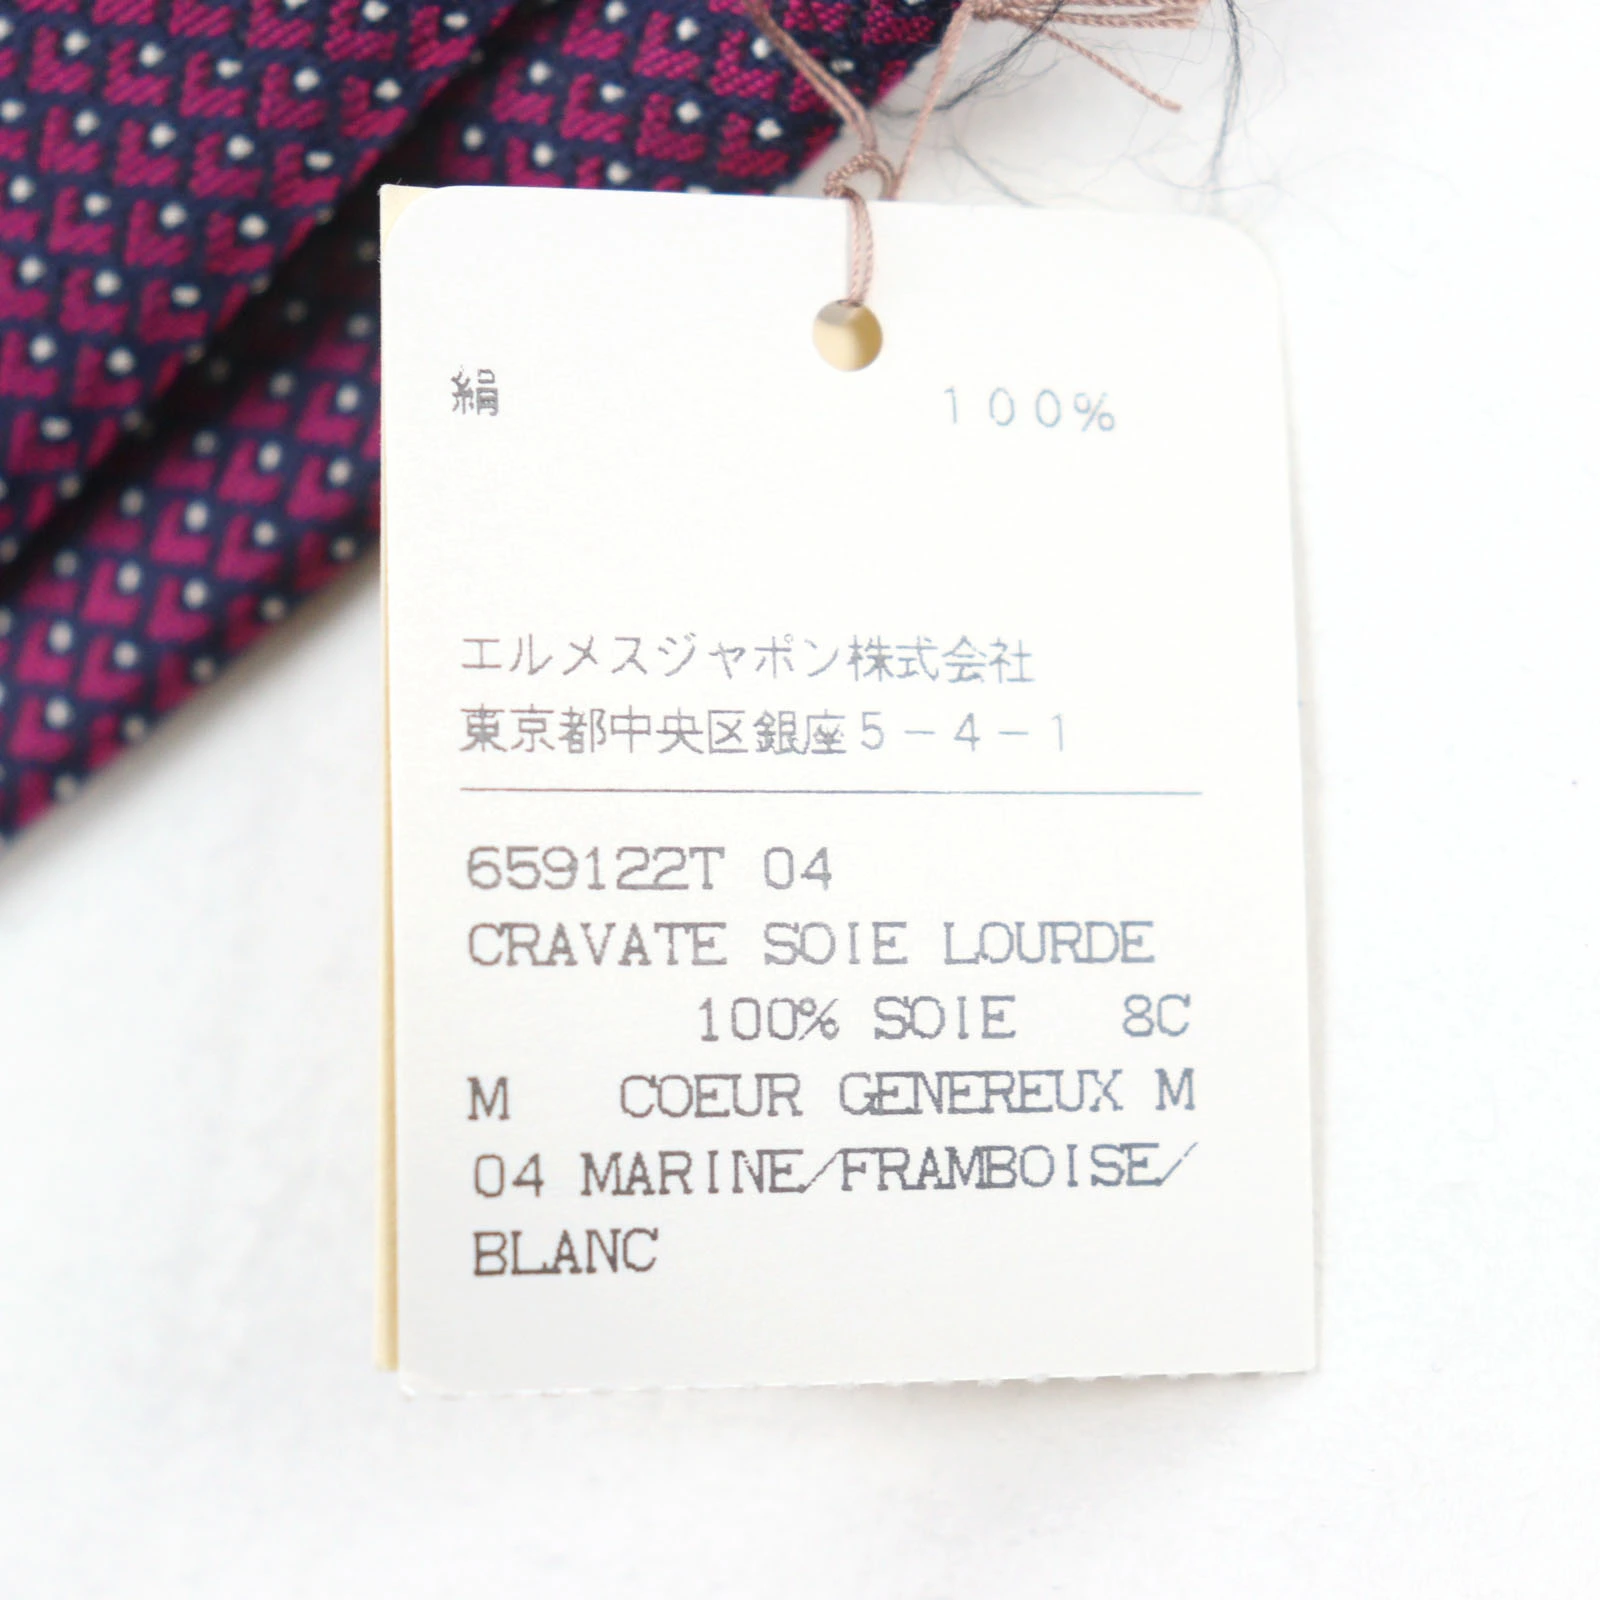 絹 100%
エルメスジャポン株式会社
東京都中央区銀座5-4-1
659122T 04
CRAVATE SOIE LOURDE
100% SOIE 8C
M COEUR GENEREUX M
04 MARINE/FRAMBOISE/
BLANC